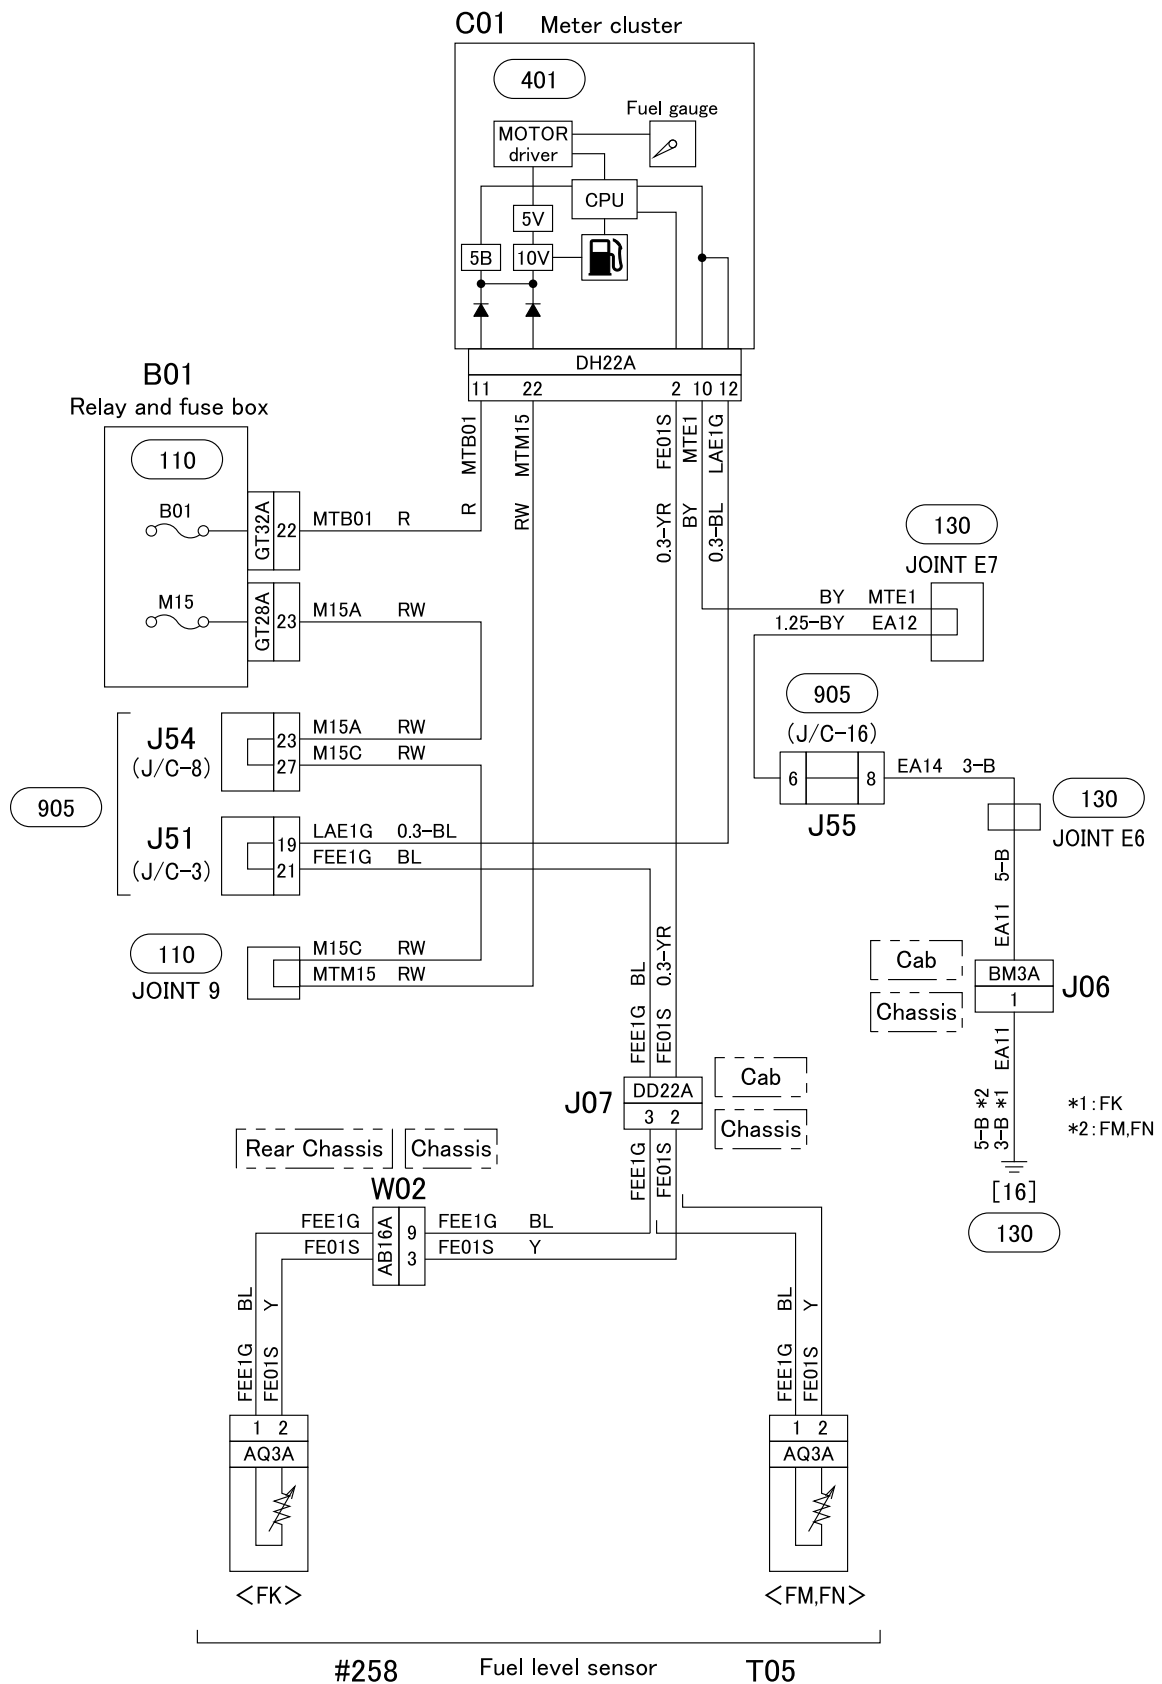 C01 Meter cluster
401
Fuel gauge
MOTOR
driver
CPU
5V
5B 10V
DH22A
11 22 2 10 12
B01
Relay and fuse box
110
MTB01
MTM15
FE01S
MTE1
LAE1G
R
RW
0.3-YR
BY
0.3-BL
B01
GT32A
22
MTB01 R
M15
GT28A
23
M15A RW
130
JOINT E7
BY MTE1
1.25-BY EA12
905
(J/C-16)
6 8
EA14 3-B
J55
130
JOINT E6
905
J54
(J/C-8)
23
27
M15A RW
M15C RW
J51
(J/C-3)
19
21
LAE1G 0.3-BL
FEE1G BL
110
JOINT 9
M15C RW
MTM15 RW
5-B
EA11
Cab
Chassis
BM3A
1
J06
EA11
5-B *2
3-B *1
*1:FK
*2:FM,FN
[16]
130
BL
0.3-YR
FEE1G
FE01S
J07
DD22A
3 2
Cab
Chassis
FEE1G
FE01S
Rear Chassis
Chassis
W02
AB16A
9
3
FEE1G
FE01S
FEE1G BL
FE01S Y
BL
Y
FEE1G
FE01S
BL
Y
FEE1G
FE01S
1 2
AQ3A
<FK>
1 2
AQ3A
<FM,FN>
#258 Fuel level sensor T05